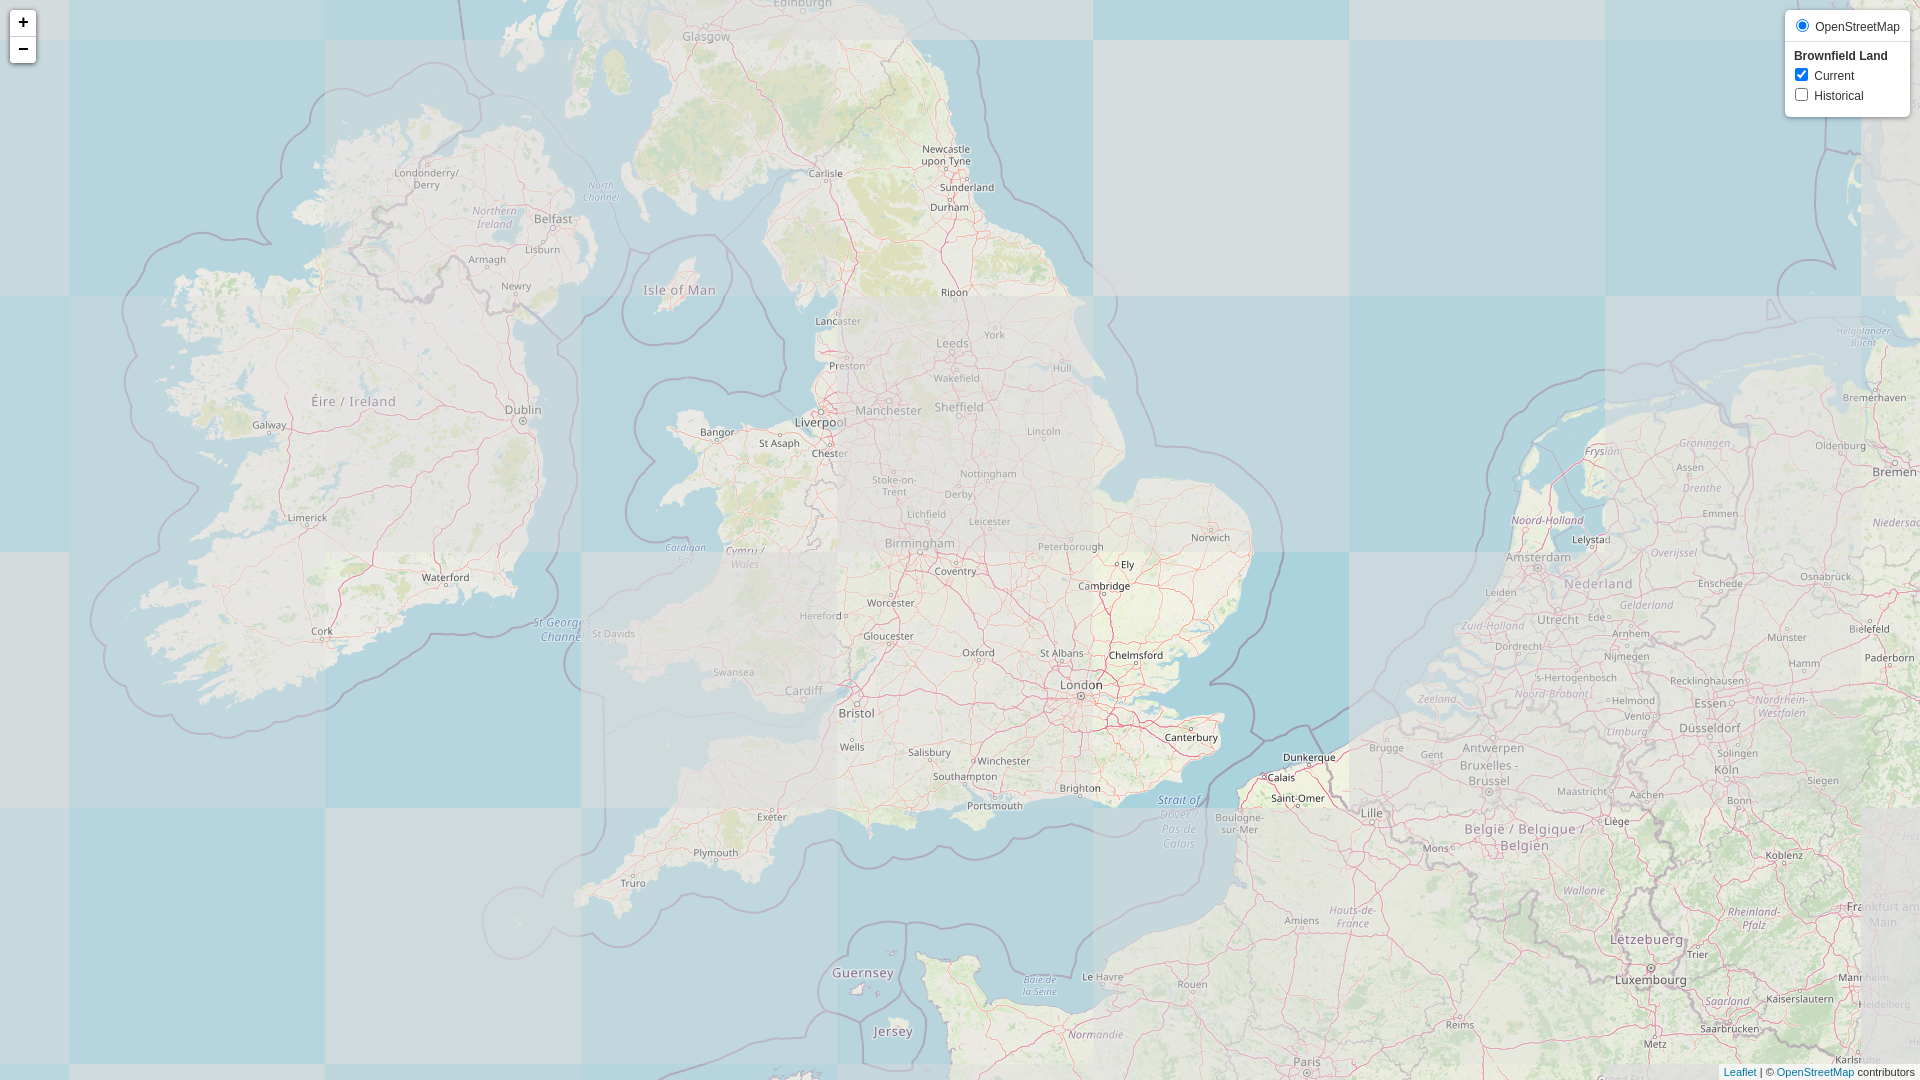 +
−
OpenStreetMap
Brownfield Land
Current
Historical
Edinburgh
Glasgow
Newcastle
upon Tyne
Londonderry/
Derry
Carlisle
Sunderland
North
Channel
Durham
Northern
Ireland
Belfast
Lisburn
Armagh
Newry
Isle of Man
Ripon
Lancaster
York
Leeds
Helgoländer
Bucht
Preston
Hull
Wakefield
Éire / Ireland
Bremerhaven
Dublin
Manchester
Sheffield
Liverpool
Galway
Bangor
Lincoln
St Asaph
Groningen
Oldenburg
Chester
Fryslân
Assen
Bremen
Nottingham
Stoke-on-
Trent
Derby
Drenthe
Limerick
Lichfield
Leicester
Emmen
Noord-Holland
Niedersac
Norwich
Lelystad
Birmingham
Peterborough
Cardigan
Bay
Cymru /
Wales
Overijssel
Amsterdam
Ely
Coventry
Waterford
Osnabrück
Cambridge
Nederland
Enschede
Leiden
Worcester
Gelderland
Hereford
Utrecht
Ede
St George's
Channel
Cork
Zuid-Holland
Bielefeld
St Davids
Gloucester
Arnhem
Münster
Dordrecht
Oxford
St Albans
Chelmsford
Nijmegen
Paderborn
Hamm
Swansea
's-Hertogenbosch
Recklinghausen
London
Cardiff
Noord-Brabant
Zeeland
Nordrhein-
Westfalen
Helmond
Essen
Bristol
Venlo
Düsseldorf
Limburg
Canterbury
Wells
Brugge
Antwerpen
Salisbury
Gent
Solingen
Winchester
Dunkerque
Bruxelles -
Brussel
Köln
Southampton
Calais
Siegen
Brighton
Maastricht
Aachen
Saint-Omer
Bonn
Portsmouth
Strait of
Dover /
Pas de
Calais
Exeter
Boulogne-
sur-Mer
Lille
Liège
België / Belgique /
Belgien
Mons
Plymouth
Koblenz
Truro
Wallonie
Frankfurt am
Main
Hauts-de-
France
Rheinland-
Pfalz
Amiens
Lëtzebuerg
Trier
Guernsey
Le Havre
Baie de
la Seine
Rouen
Luxembourg
Mannheim
Kaiserslautern
Saarland
Heidelberg
Jersey
Reims
Normandie
Saarbrücken
Metz
Paris
Karlsruhe
Grand Est
Leaflet | © OpenStreetMap contributors